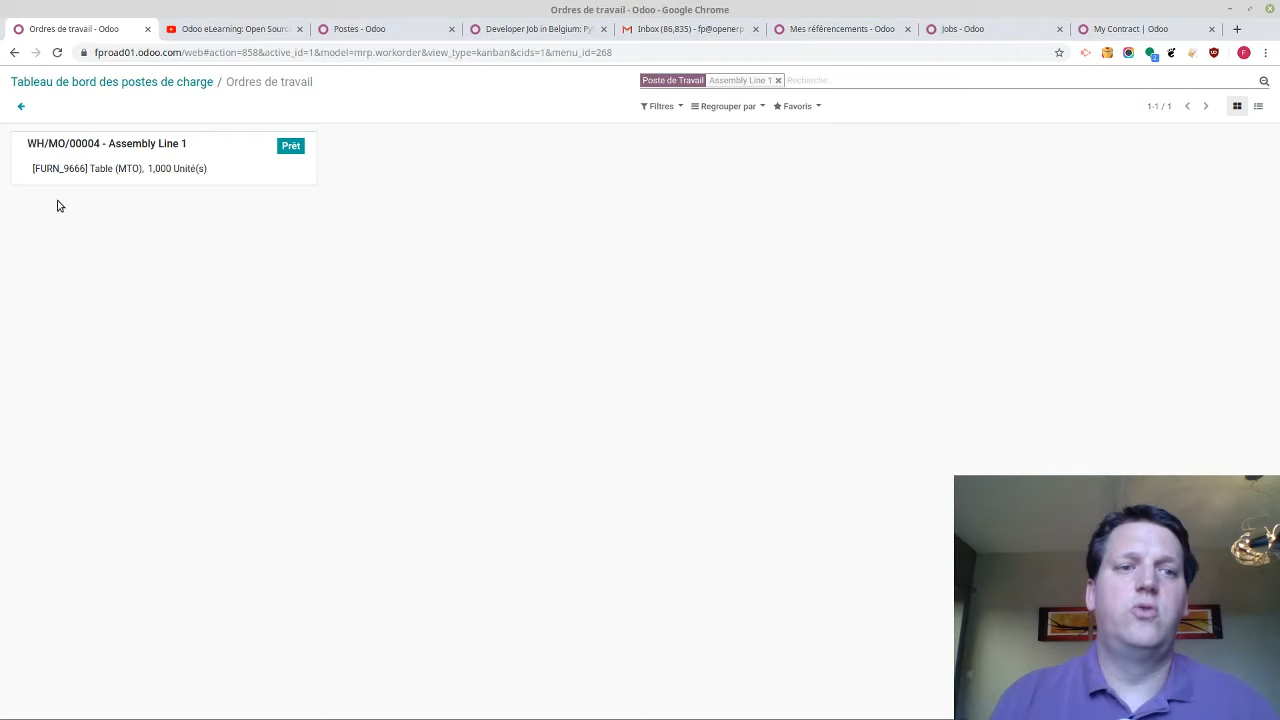 Ordres de travail - Odoo - Google Chrome
Ordres de travail - Odoo
Odoo eLearning: Open Sourc
Postes - Odoo
Developer Job in Belgium: Py
Inbox (86,835) - fp@openerp
Mes référencements - Odoo
Jobs - Odoo
My Contract | Odoo
fproad01.odoo.com/web#action=858&active_id=1&model=mrp.workorder&view_type=kanban&cids=1&menu_id=268
2
F
Tableau de bord des postes de charge / Ordres de travail
Poste de Travail Assembly Line 1 Recherche...
Filtres Regrouper par Favoris
1-1 / 1
WH/MO/00004 - Assembly Line 1
Prêt
[FURN_9666] Table (MTO), 1,000 Unité(s)